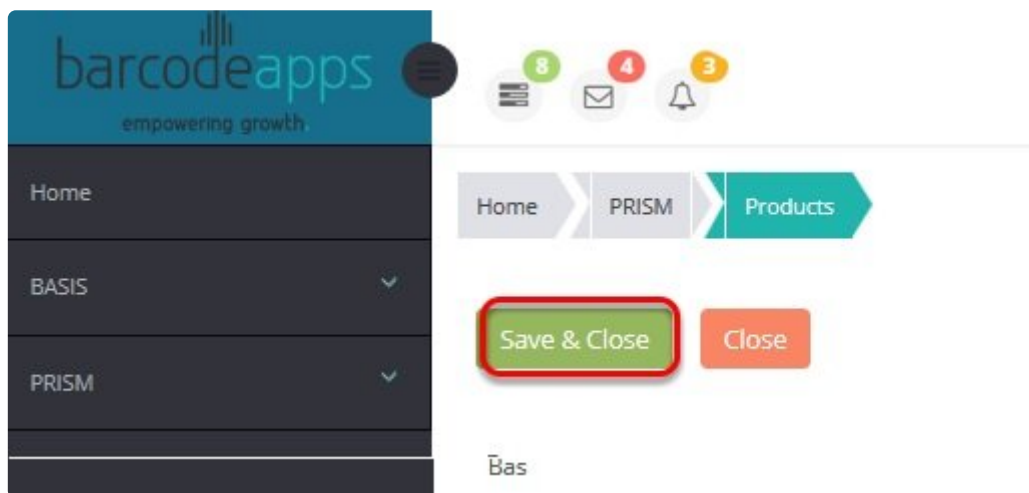 barcodeapps
empowering growth.
8 4 3
Home
BASIS
PRISM
Home PRISM Products
Save & Close Close
Bas